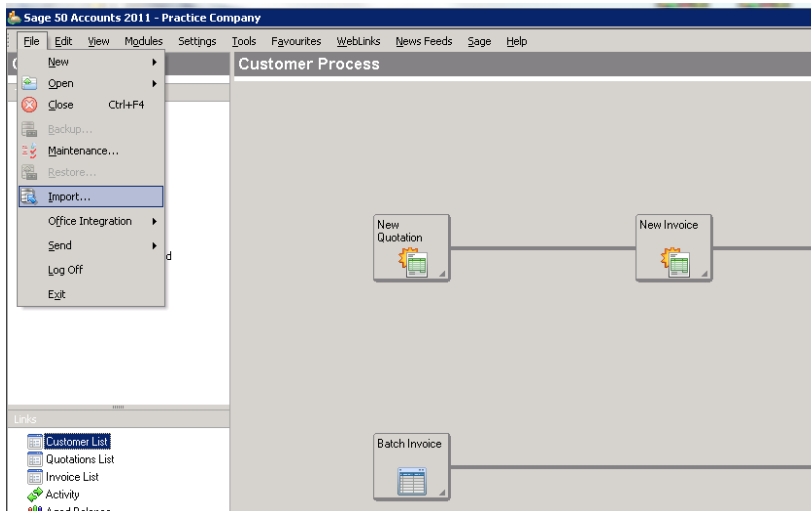 Sage 50 Accounts 2011 - Practice Company
File Edit View Modules Settings Tools Favourites WebLinks News Feeds Sage Help
Customer Process
New
Open
Close Ctrl+F4
Backup...
Maintenance...
Restore...
Import...
Office Integration
Send
Log Off
Exit
New
Quotation
New Invoice
Links
Customer List
Quotations List
Invoice List
Activity
Aged Balance
Batch Invoice